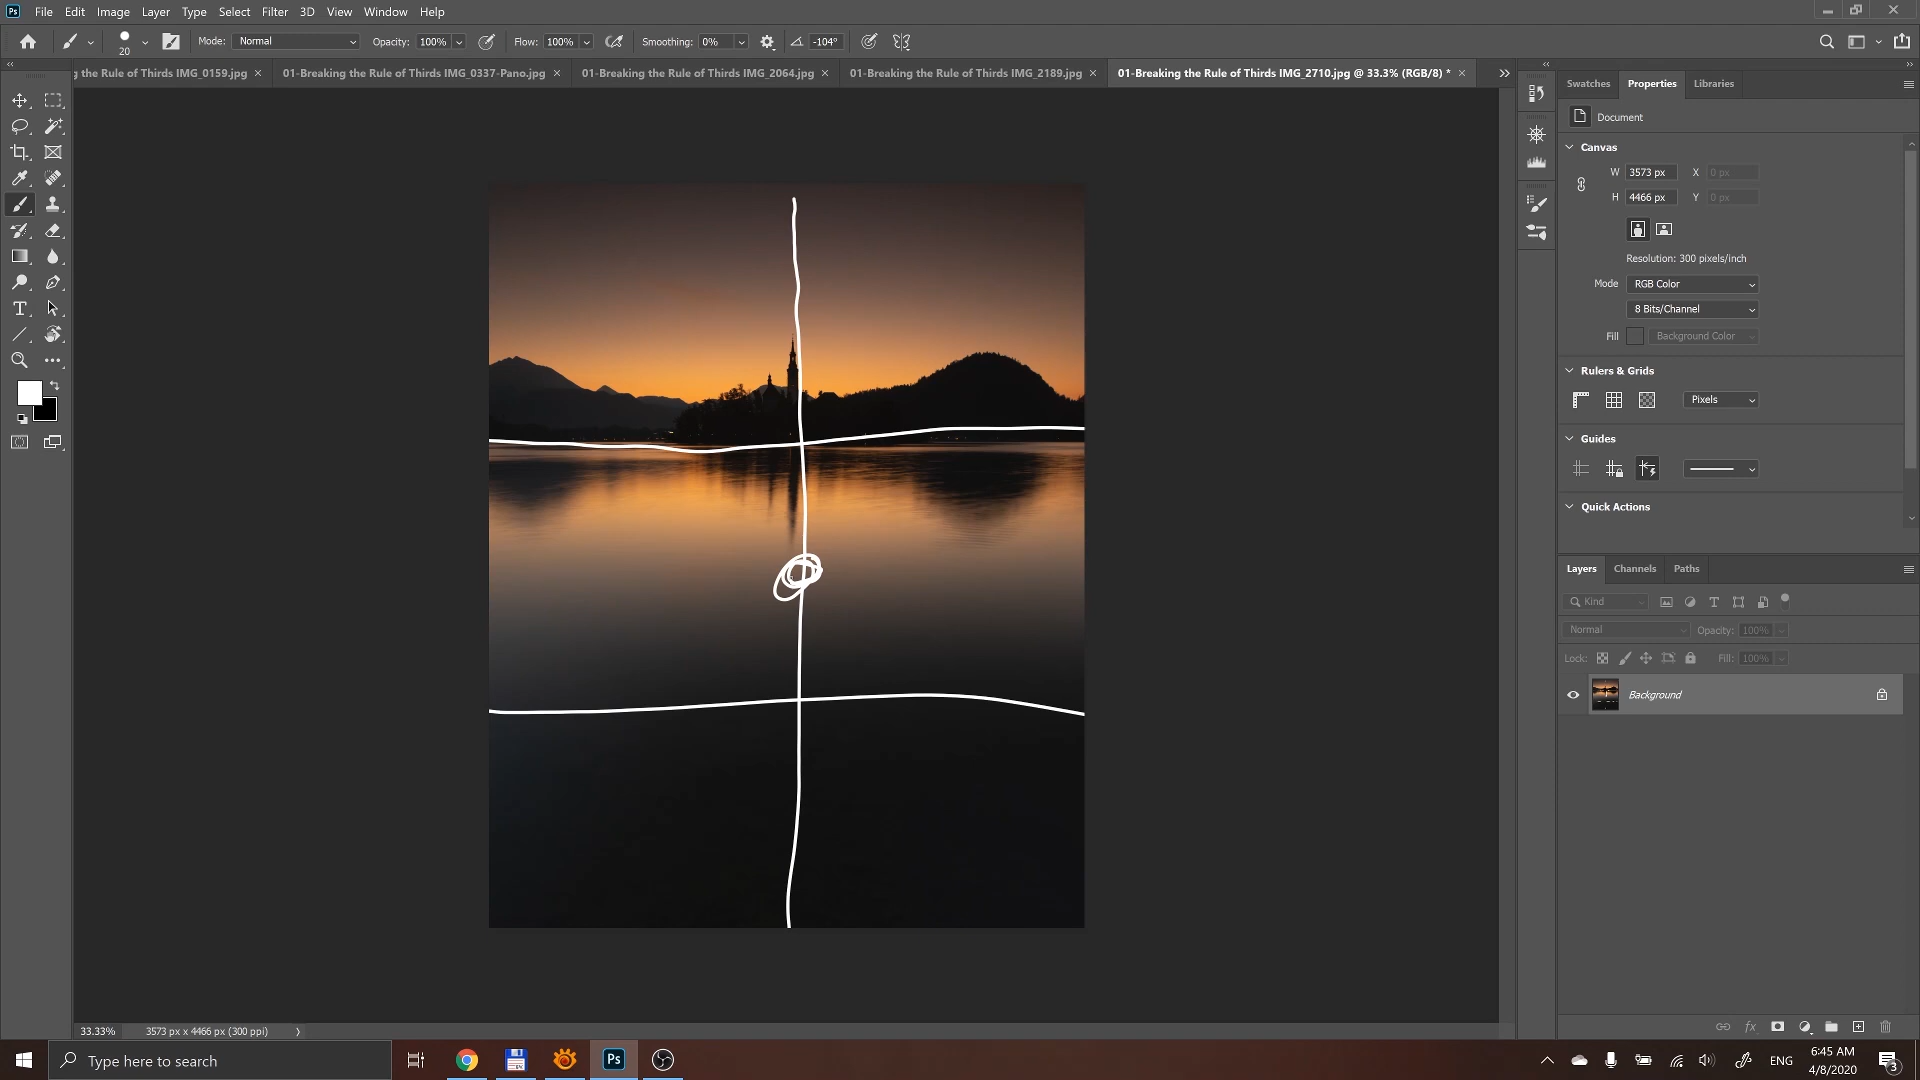 Ps File Edit Image Layer Type Select Filter 3D View Window Help
20 Mode: Normal Opacity: 100% Flow: 100% Smoothing: 0% -104°
g the Rule of Thirds IMG_0159.jpg × 01-Breaking the Rule of Thirds IMG_0337-Pano.jpg × 01-Breaking the Rule of Thirds IMG_2064.jpg × 01-Breaking the Rule of Thirds IMG_2189.jpg × 01-Breaking the Rule of Thirds IMG_2710.jpg @ 33.3% (RGB/8) * ×
Swatches Properties Libraries
Document
Canvas
W 3573 px X 0 px
H 4466 px Y 0 px
Resolution: 300 pixels/inch
Mode RGB Color
8 Bits/Channel
Fill Background Color
Rulers & Grids
Pixels
Guides
Quick Actions
Layers Channels Paths
Kind
Normal Opacity: 100%
Lock: Fill: 100%
Background
fx
33.33% 3573 px x 4466 px (300 ppi)
Type here to search
Ps
ENG
6:45 AM
4/8/2020
3